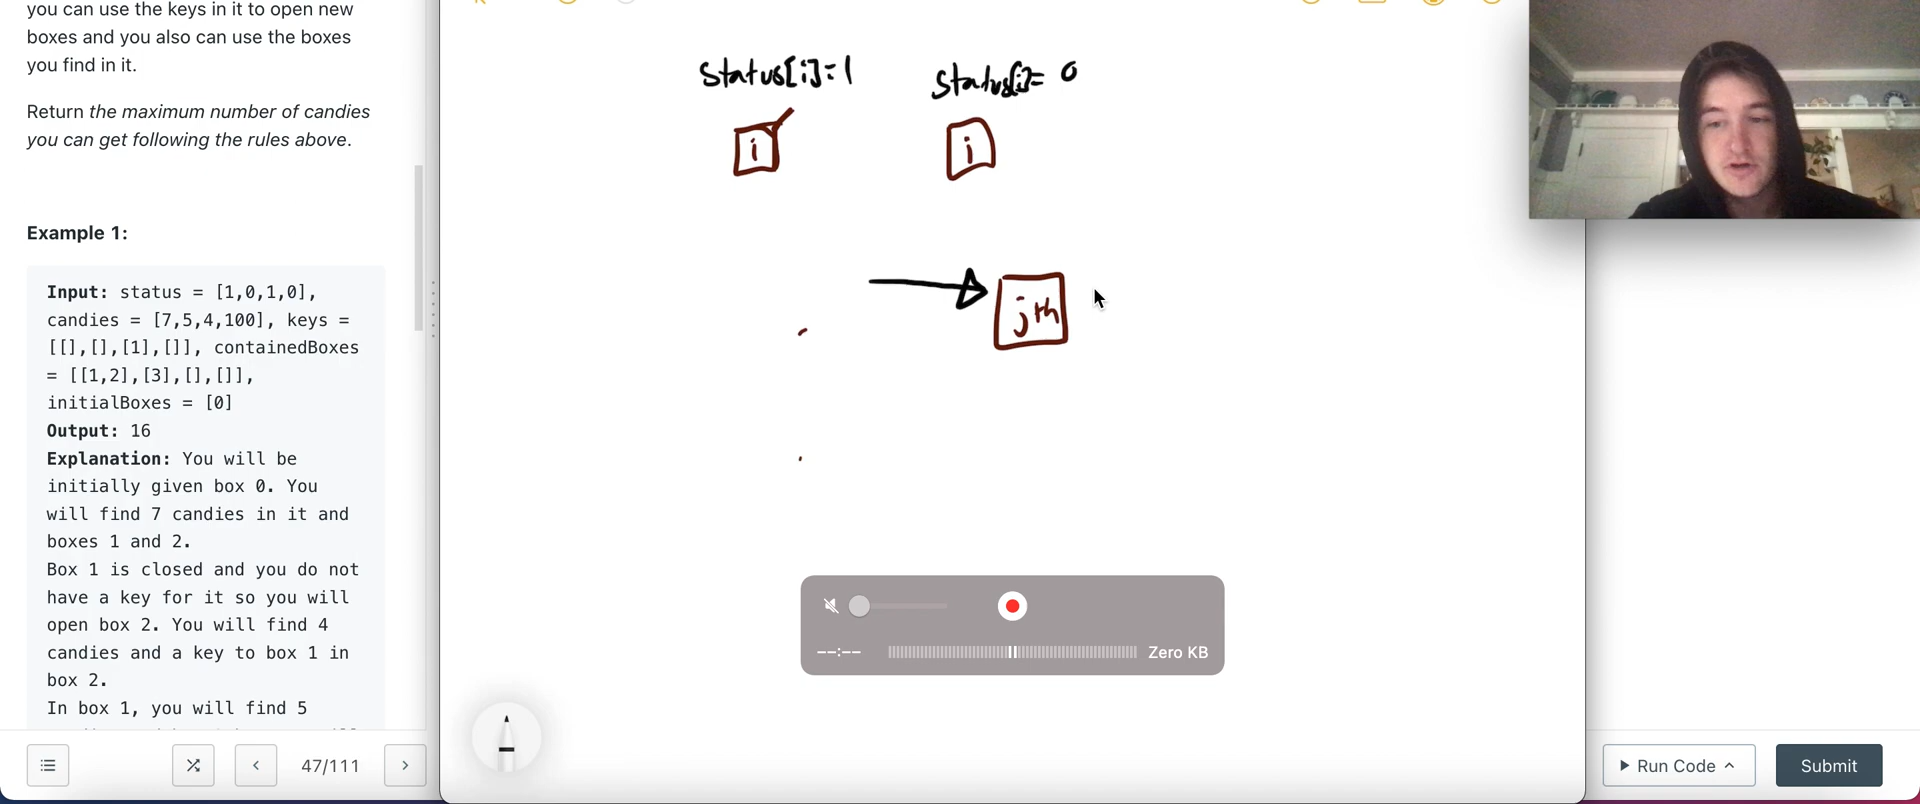 you can use the keys in it to open new
boxes and you also can use the boxes
you find in it.
Return the maximum number of candies
you can get following the rules above.
Example 1:
Input: status = [1,0,1,0],
candies = [7,5,4,100], keys =
[[],[],[1],[]], containedBoxes
= [[1,2],[3],[],[]],
initialBoxes = [0]
Output: 16
Explanation: You will be
initially given box 0. You
will find 7 candies in it and
boxes 1 and 2.
Box 1 is closed and you do not
have a key for it so you will
open box 2. You will find 4
candies and a key to box 1 in
box 2.
In box 1, you will find 5
47/111
status[i]=1
status[i]= 0
i
i
jth
--:--
Zero KB
Run Code
Submit